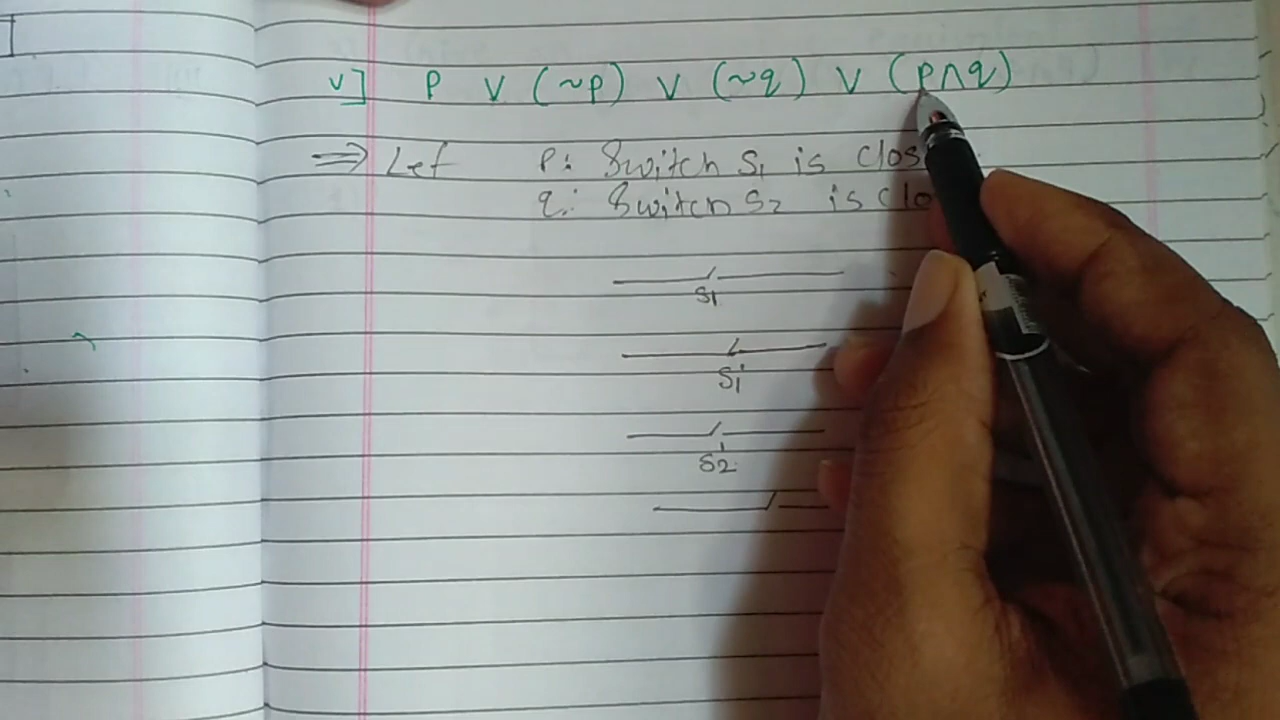 v] p ∨ (~p) ∨ (~q) ∨ (p∧q)
⇒ Let p: Switch S₁ is clos
q: Switch S₂ is clo
S₁
S₁'
S₂'